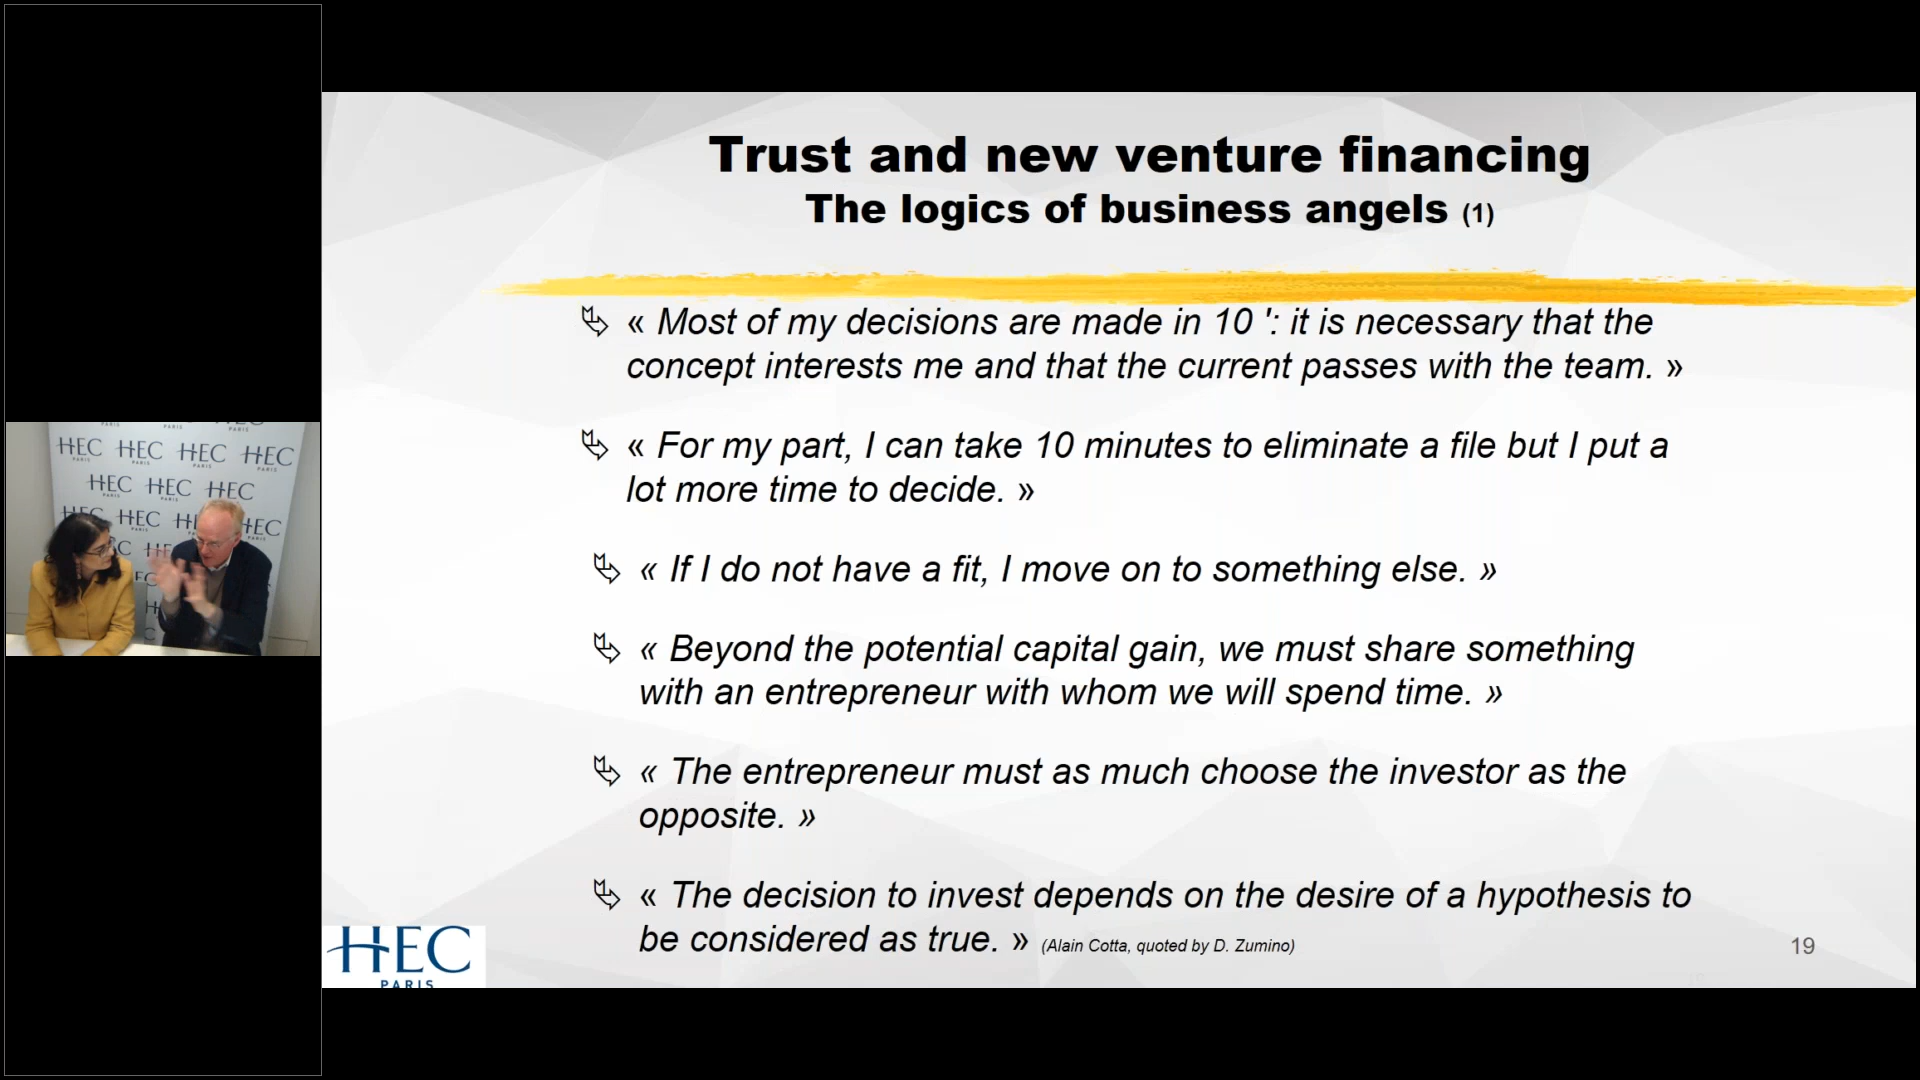 Trust and new venture financing
The logics of business angels (1)
« Most of my decisions are made in 10 ': it is necessary that the
concept interests me and that the current passes with the team. »
« For my part, I can take 10 minutes to eliminate a file but I put a
lot more time to decide. »
« If I do not have a fit, I move on to something else. »
« Beyond the potential capital gain, we must share something
with an entrepreneur with whom we will spend time. »
« The entrepreneur must as much choose the investor as the
opposite. »
« The decision to invest depends on the desire of a hypothesis to
be considered as true. » (Alain Cotta, quoted by D. Zumino)
19
HEC
PARIS
HEC HEC HEC HEC
HEC HEC HEC
HEC